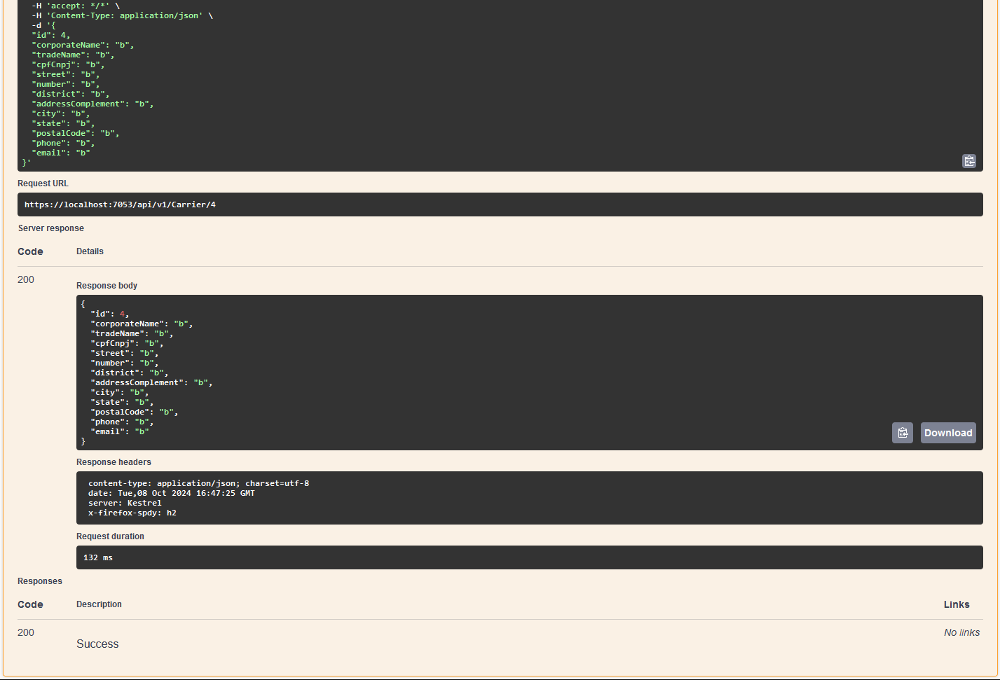 -H 'accept: */*' \
-H 'Content-Type: application/json' \
-d '{
"id": 4,
"corporateName": "b",
"tradeName": "b",
"cpfCnpj": "b",
"street": "b",
"number": "b",
"district": "b",
"addressComplement": "b",
"city": "b",
"state": "b",
"postalCode": "b",
"phone": "b",
"email": "b"
}'
Request URL
https://localhost:7053/api/v1/Carrier/4
Server response
Code Details
200
Response body
{
"id": 4,
"corporateName": "b",
"tradeName": "b",
"cpfCnpj": "b",
"street": "b",
"number": "b",
"district": "b",
"addressComplement": "b",
"city": "b",
"state": "b",
"postalCode": "b",
"phone": "b",
"email": "b"
}
Download
Response headers
content-type: application/json; charset=utf-8
date: Tue,08 Oct 2024 16:47:25 GMT
server: Kestrel
x-firefox-spdy: h2
Request duration
132 ms
Responses
Code Description Links
200 No links
Success